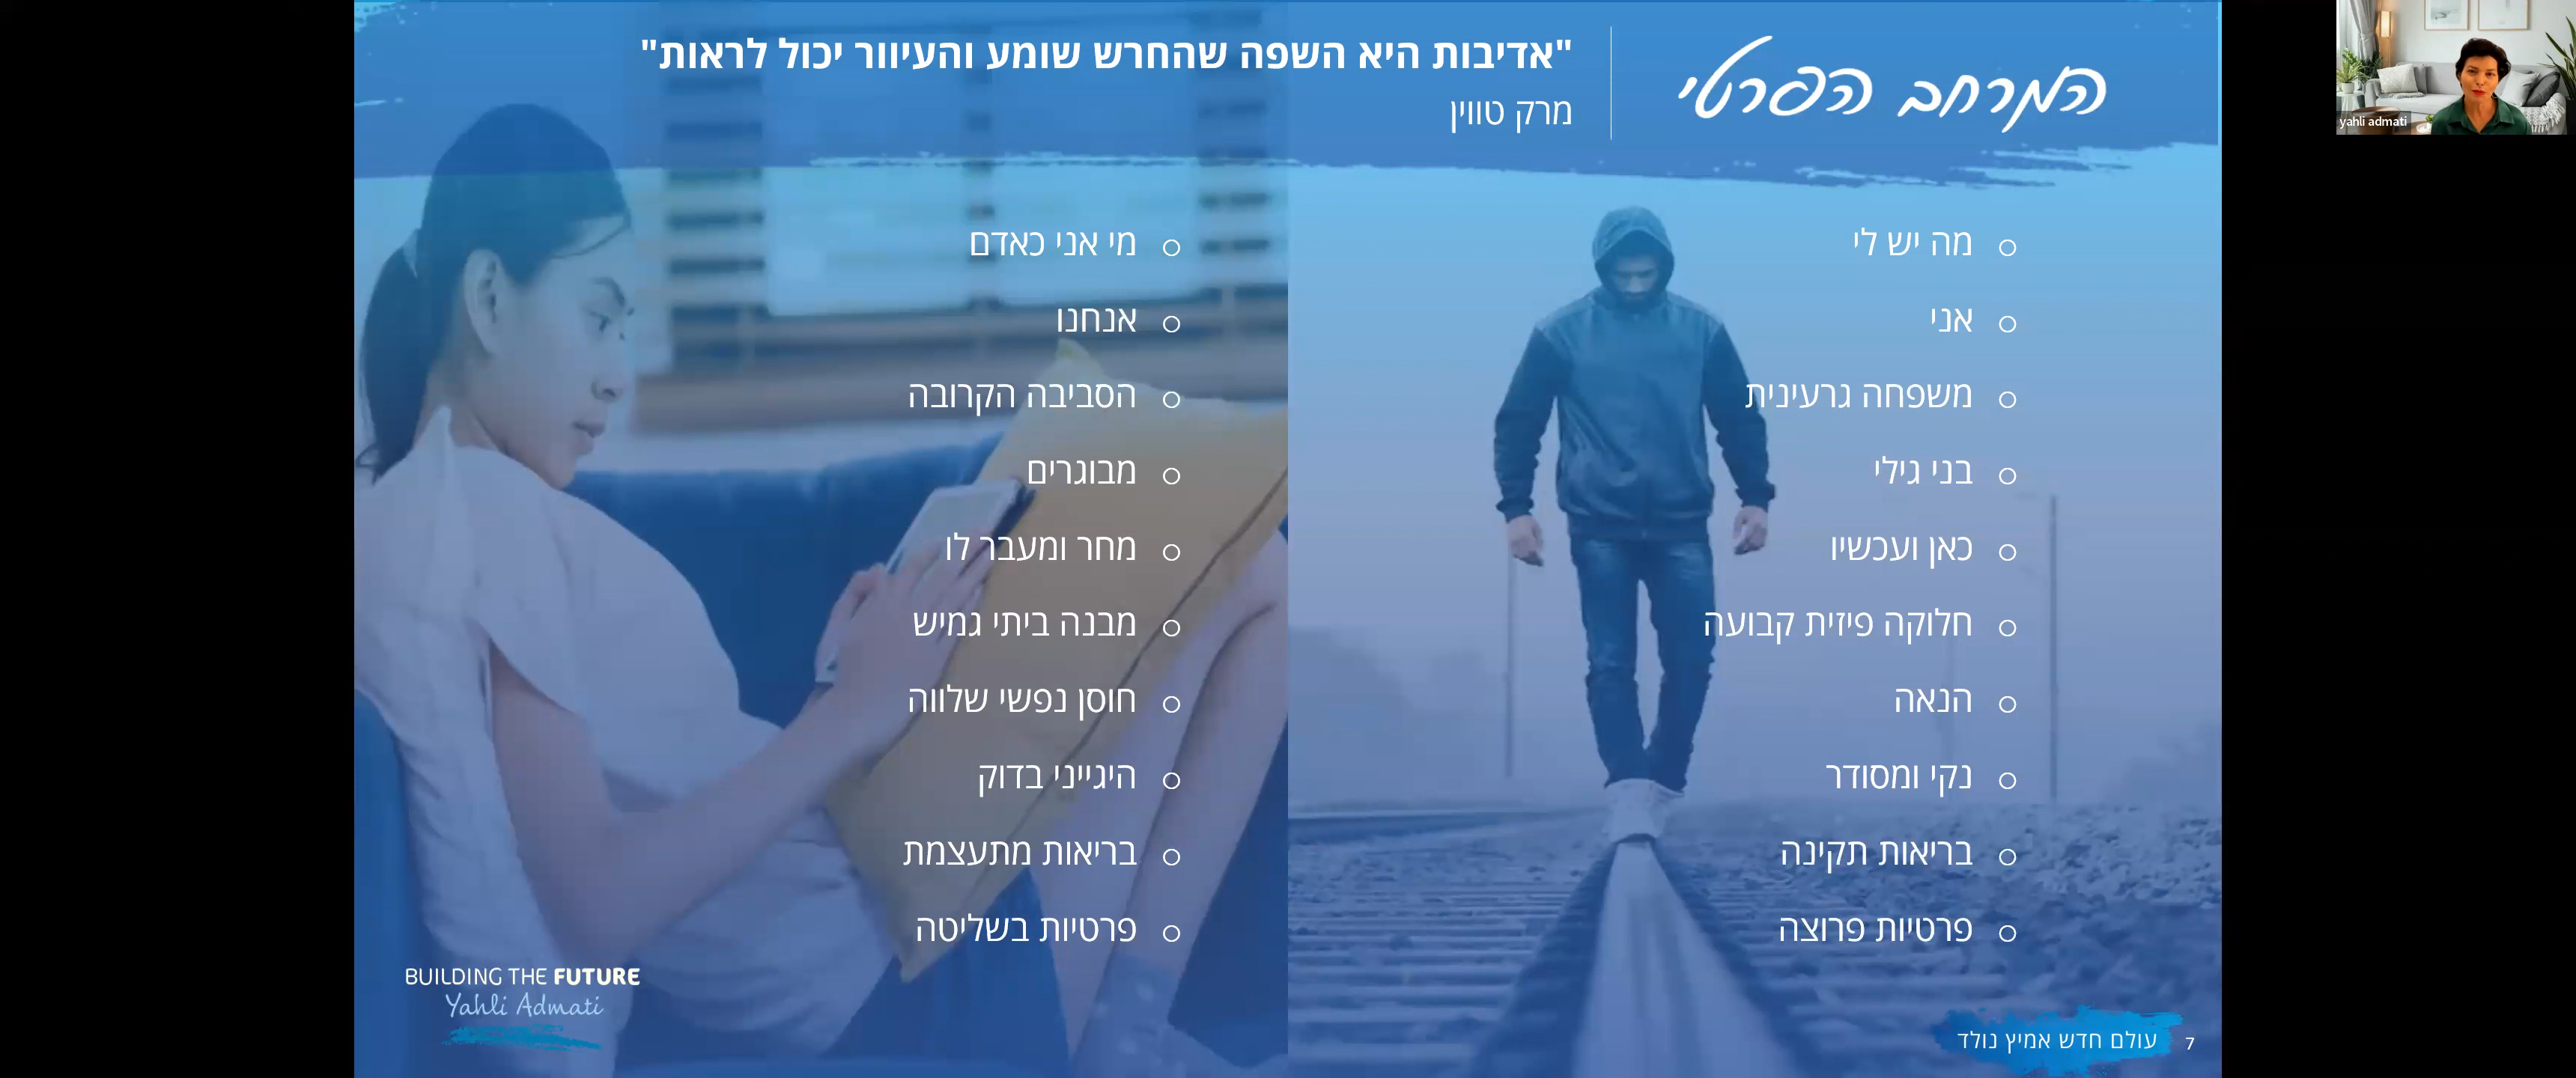 המרחב הפרטי
"אדיבות היא השפה שהחרש שומע והעיוור יכול לראות"
מרק טווין
yahli admati
מה יש לי
אני
משפחה גרעינית
בני גילי
כאן ועכשיו
חלוקה פיזית קבועה
הנאה
נקי ומסודר
בריאות תקינה
פרטיות פרוצה
מי אני כאדם
אנחנו
הסביבה הקרובה
מבוגרים
מחר ומעבר לו
מבנה ביתי גמיש
חוסן נפשי שלווה
היגייני בדוק
בריאות מתעצמת
פרטיות בשליטה
BUILDING THE FUTURE
Yahli Admati
עולם חדש אמיץ נולד
7